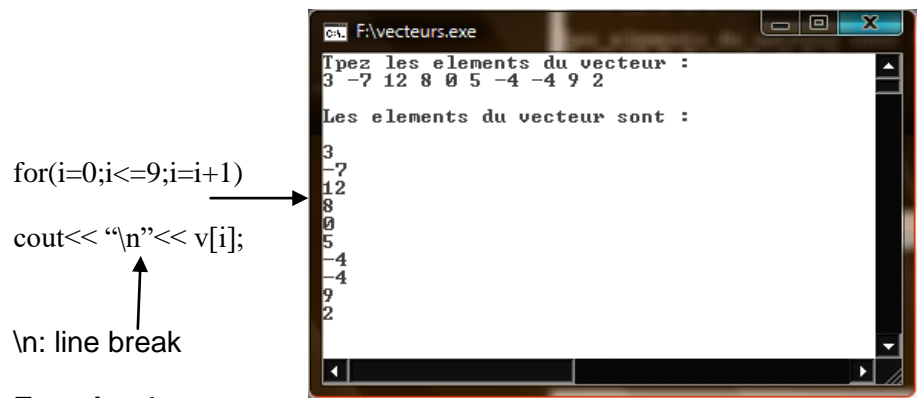 F:\vecteurs.exe
Tpez les elements du vecteur :
3 -7 12 8 0 5 -4 -4 9 2
Les elements du vecteur sont :
3
-7
12
8
0
5
-4
-4
9
2
for(i=0;i<=9;i=i+1)
cout<< “\n”<< v[i];
\n: line break